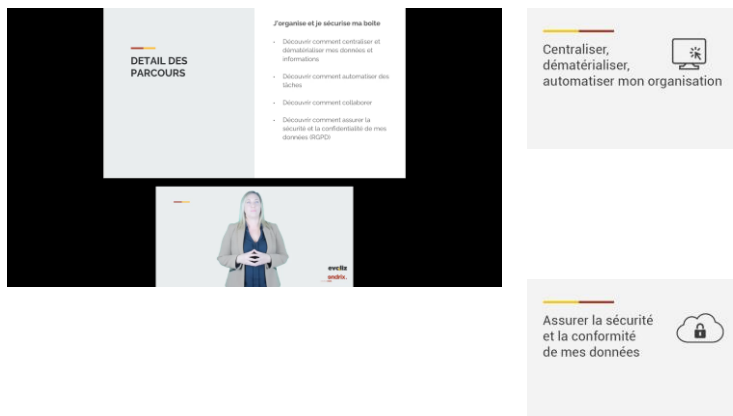 DETAIL DES
PARCOURS
J'organise et je sécurise ma boite
- Découvrir comment centraliser et
dématérialiser mes données et
informations
- Découvrir comment automatiser des
tâches
- Découvrir comment collaborer
- Découvrir comment assurer la
sécurité et la confidentialité de mes
données (RGPD)
evcliz
endrix.
Centraliser,
dématérialiser,
automatiser mon organisation
Assurer la sécurité
et la conformité
de mes données